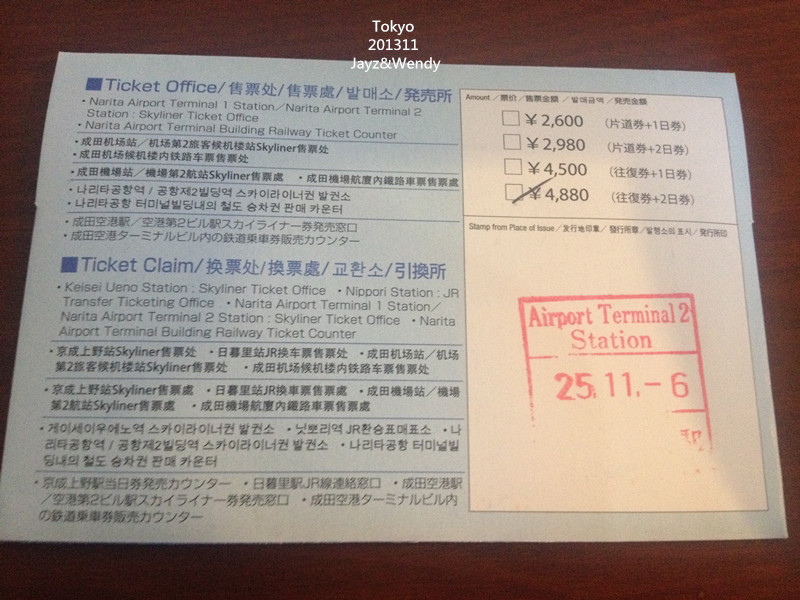 Tokyo
201311
Jayz&Wendy
■Ticket Office/售票处/售票處/발매소/発売所
・Narita Airport Terminal 1 Station／Narita Airport Terminal 2
Station : Skyliner Ticket Office
・Narita Airport Terminal Building Railway Ticket Counter
・成田机场站／机场第2旅客候机楼站Skyliner售票处
・成田机场候机楼内铁路车票售票处
・成田機場站／機場第2航站Skyliner售票處　・成田機場航廈內鐵路車票售票處
・나리타공항역 / 공항제2빌딩역 스카이라이너권 발권소
・나리타공항 터미널빌딩내의 철도 승차권 판매 카운터
・成田空港駅／空港第2ビル駅スカイライナー券発売窓口
・成田空港ターミナルビル内の鉄道乗車券販売カウンター
■Ticket Claim/換票处/換票處/교환소/引換所
・Keisei Ueno Station : Skyliner Ticket Office　・Nippori Station : JR
Transfer Ticketing Office　・Narita Airport Terminal 1 Station／
Narita Airport Terminal 2 Station : Skyliner Ticket Office　・Narita
Airport Terminal Building Railway Ticket Counter
・京成上野站Skyliner售票处　・日暮里站JR换车票售票处　・成田机场站／机场
第2旅客候机楼站Skyliner售票处　・成田机场候机楼内铁路车票售票处
・京成上野站Skyliner售票處　・日暮里站JR換車票售票處　・成田機場站／機場
第2航站Skyliner售票處　・成田機場航廈內鐵路車票售票處
・게이세이우에노역 스카이라이너권 발권소　・닛뽀리역 JR환승표매표소　・나
리타공항역 / 공항제2빌딩역 스카이라이너권 발권소　・나리타공항 터미널빌
딩내의 철도 승차권 판매 카운터
・京成上野駅当日券発売カウンター　・日暮里駅JR線連絡窓口　・成田空港駅
／空港第2ビル駅スカイライナー券発売窓口　・成田空港ターミナルビル内
の鉄道乗車券販売カウンター
Amount／票价／售票金額／발매금액／発売金額
□¥2,600　(片道券+1日券)
□¥2,980　(片道券+2日券)
□¥4,500　(往復券+1日券)
□¥4,880　(往復券+2日券)
Stamp from Place of Issue／发行地印章／發行所章／발행소의 표시／発行所印
Airport Terminal 2
Station
25.11.-6